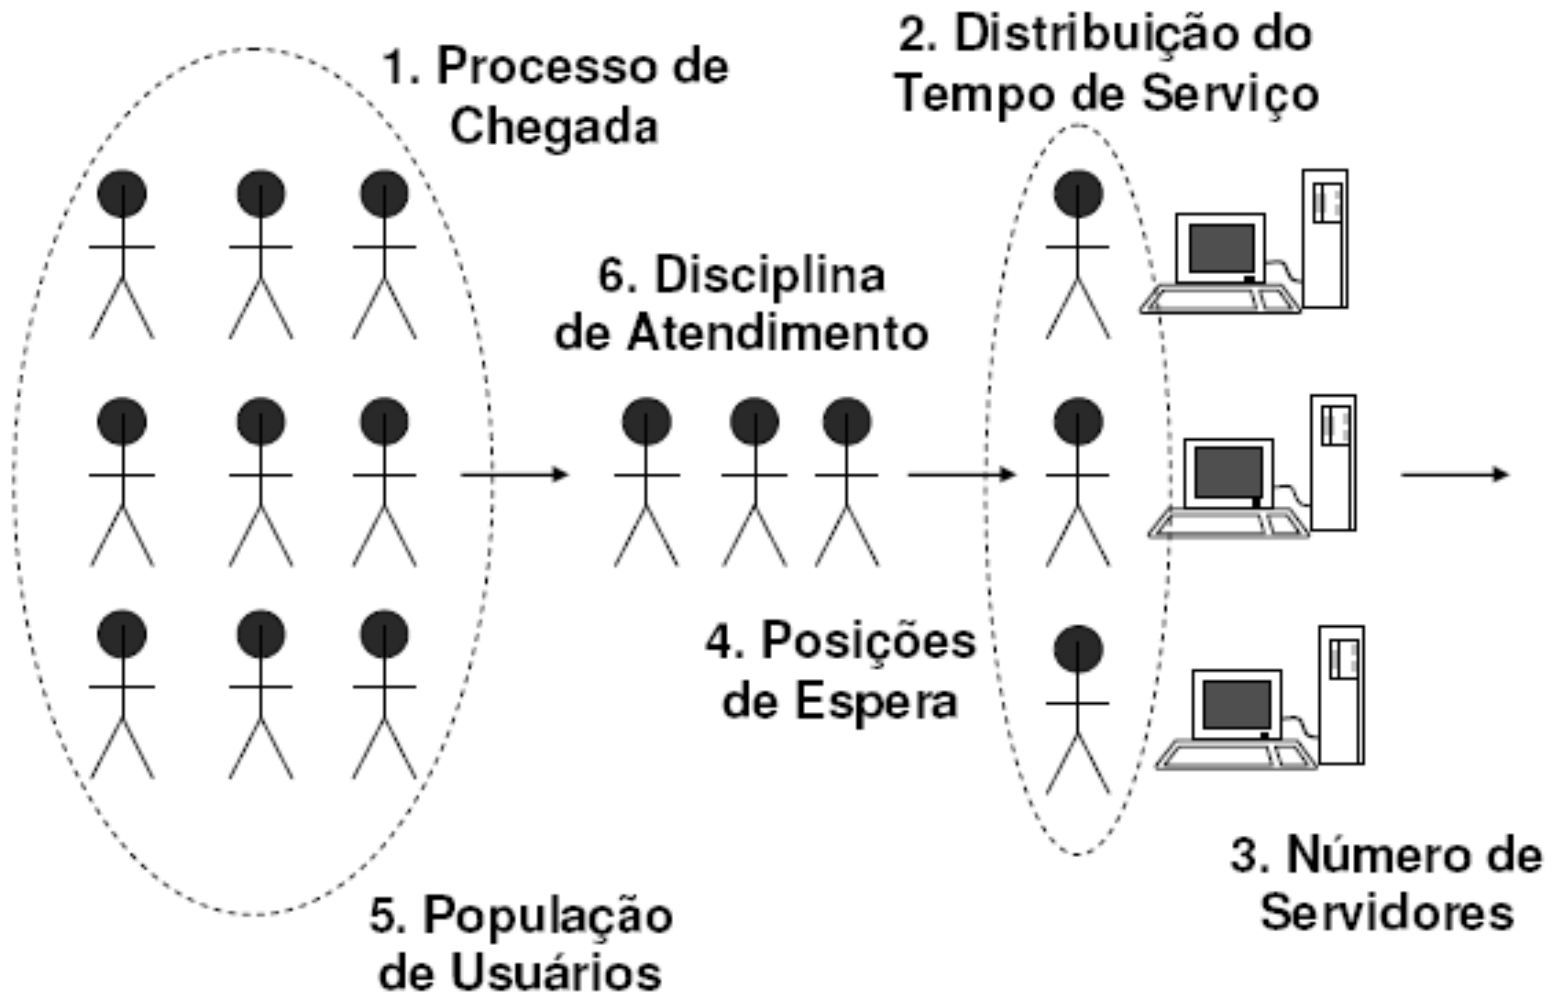 1. Processo de
Chegada
2. Distribuição do
Tempo de Serviço
6. Disciplina
de Atendimento
4. Posições
de Espera
3. Número de
Servidores
5. População
de Usuários